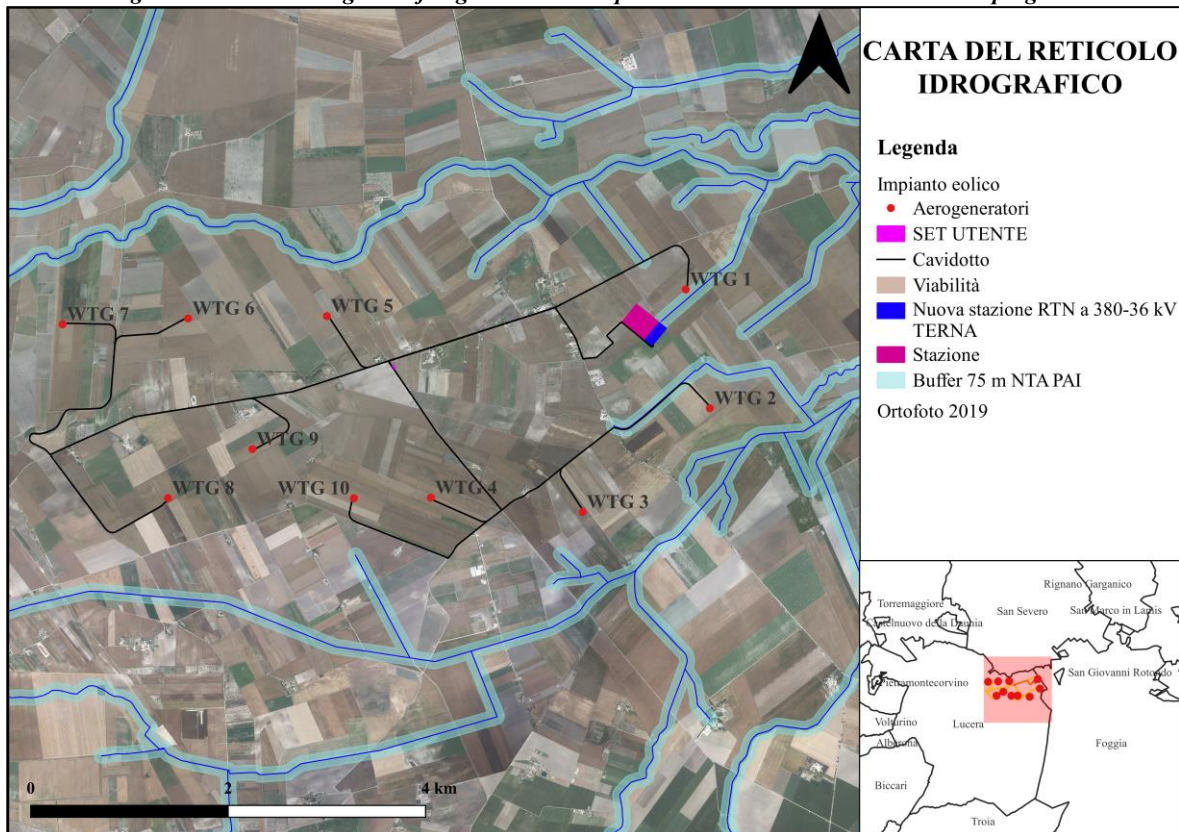 CARTA DEL RETICOLO
IDROGRAFICO
Legenda
Impianto eolico
Aerogeneratori
SET UTENTE
Cavidotto
Viabilità
Nuova stazione RTN a 380-36 kV
TERNA
Stazione
Buffer 75 m NTA PAI
Ortofoto 2019
WTG 1
WTG 7
WTG 6
WTG 5
WTG 2
WTG 9
WTG 8
WTG 10
WTG 4
WTG 3
0
2
4 km
Rignano Garganico
Torremaggiore
San Severo
San Marco in Lamis
Castelnuovo della Daunia
San Giovanni Rotondo
Pietramontecorvino
Volturino
Lucera
Alberona
Foggia
Biccari
Troia